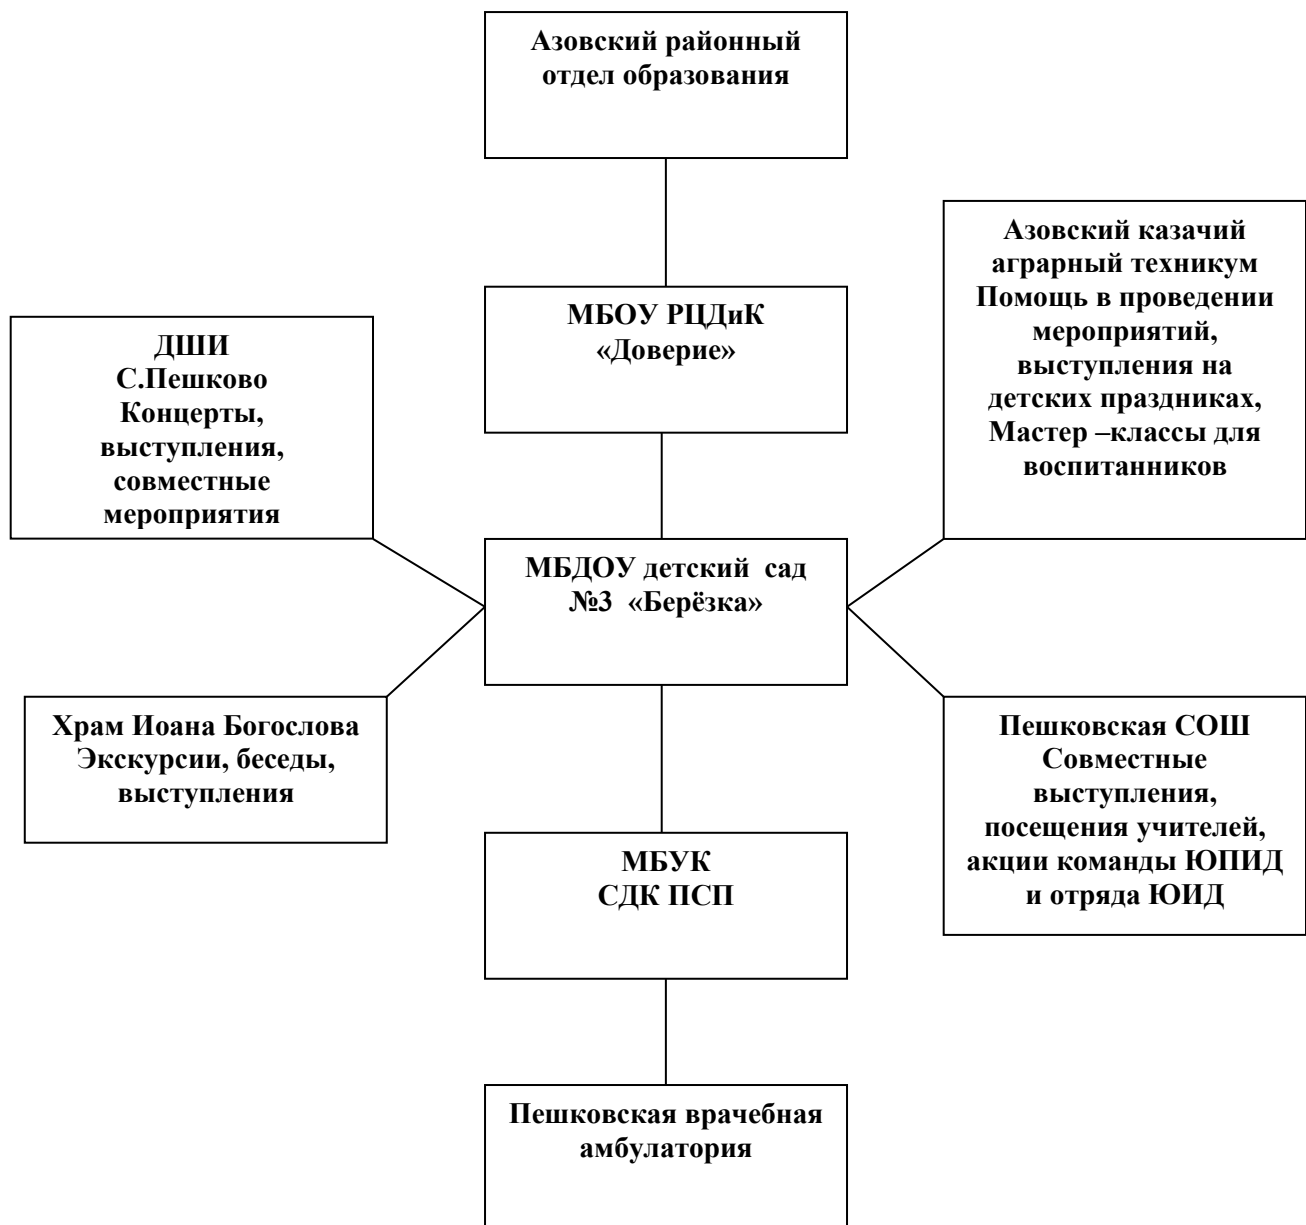 Азовский районный
отдел образования
Азовский казачий
аграрный техникум
Помощь в проведении
мероприятий,
выступления на
детских праздниках,
Мастер –классы для
воспитанников
МБОУ РЦДиК
«Доверие»
ДШИ
С.Пешково
Концерты,
выступления,
совместные
мероприятия
МБДОУ детский сад
№3 «Берёзка»
Храм Иоана Богослова
Экскурсии, беседы,
выступления
Пешковская СОШ
Совместные
выступления,
посещения учителей,
акции команды ЮПИД
и отряда ЮИД
МБУК
СДК ПСП
Пешковская врачебная
амбулатория